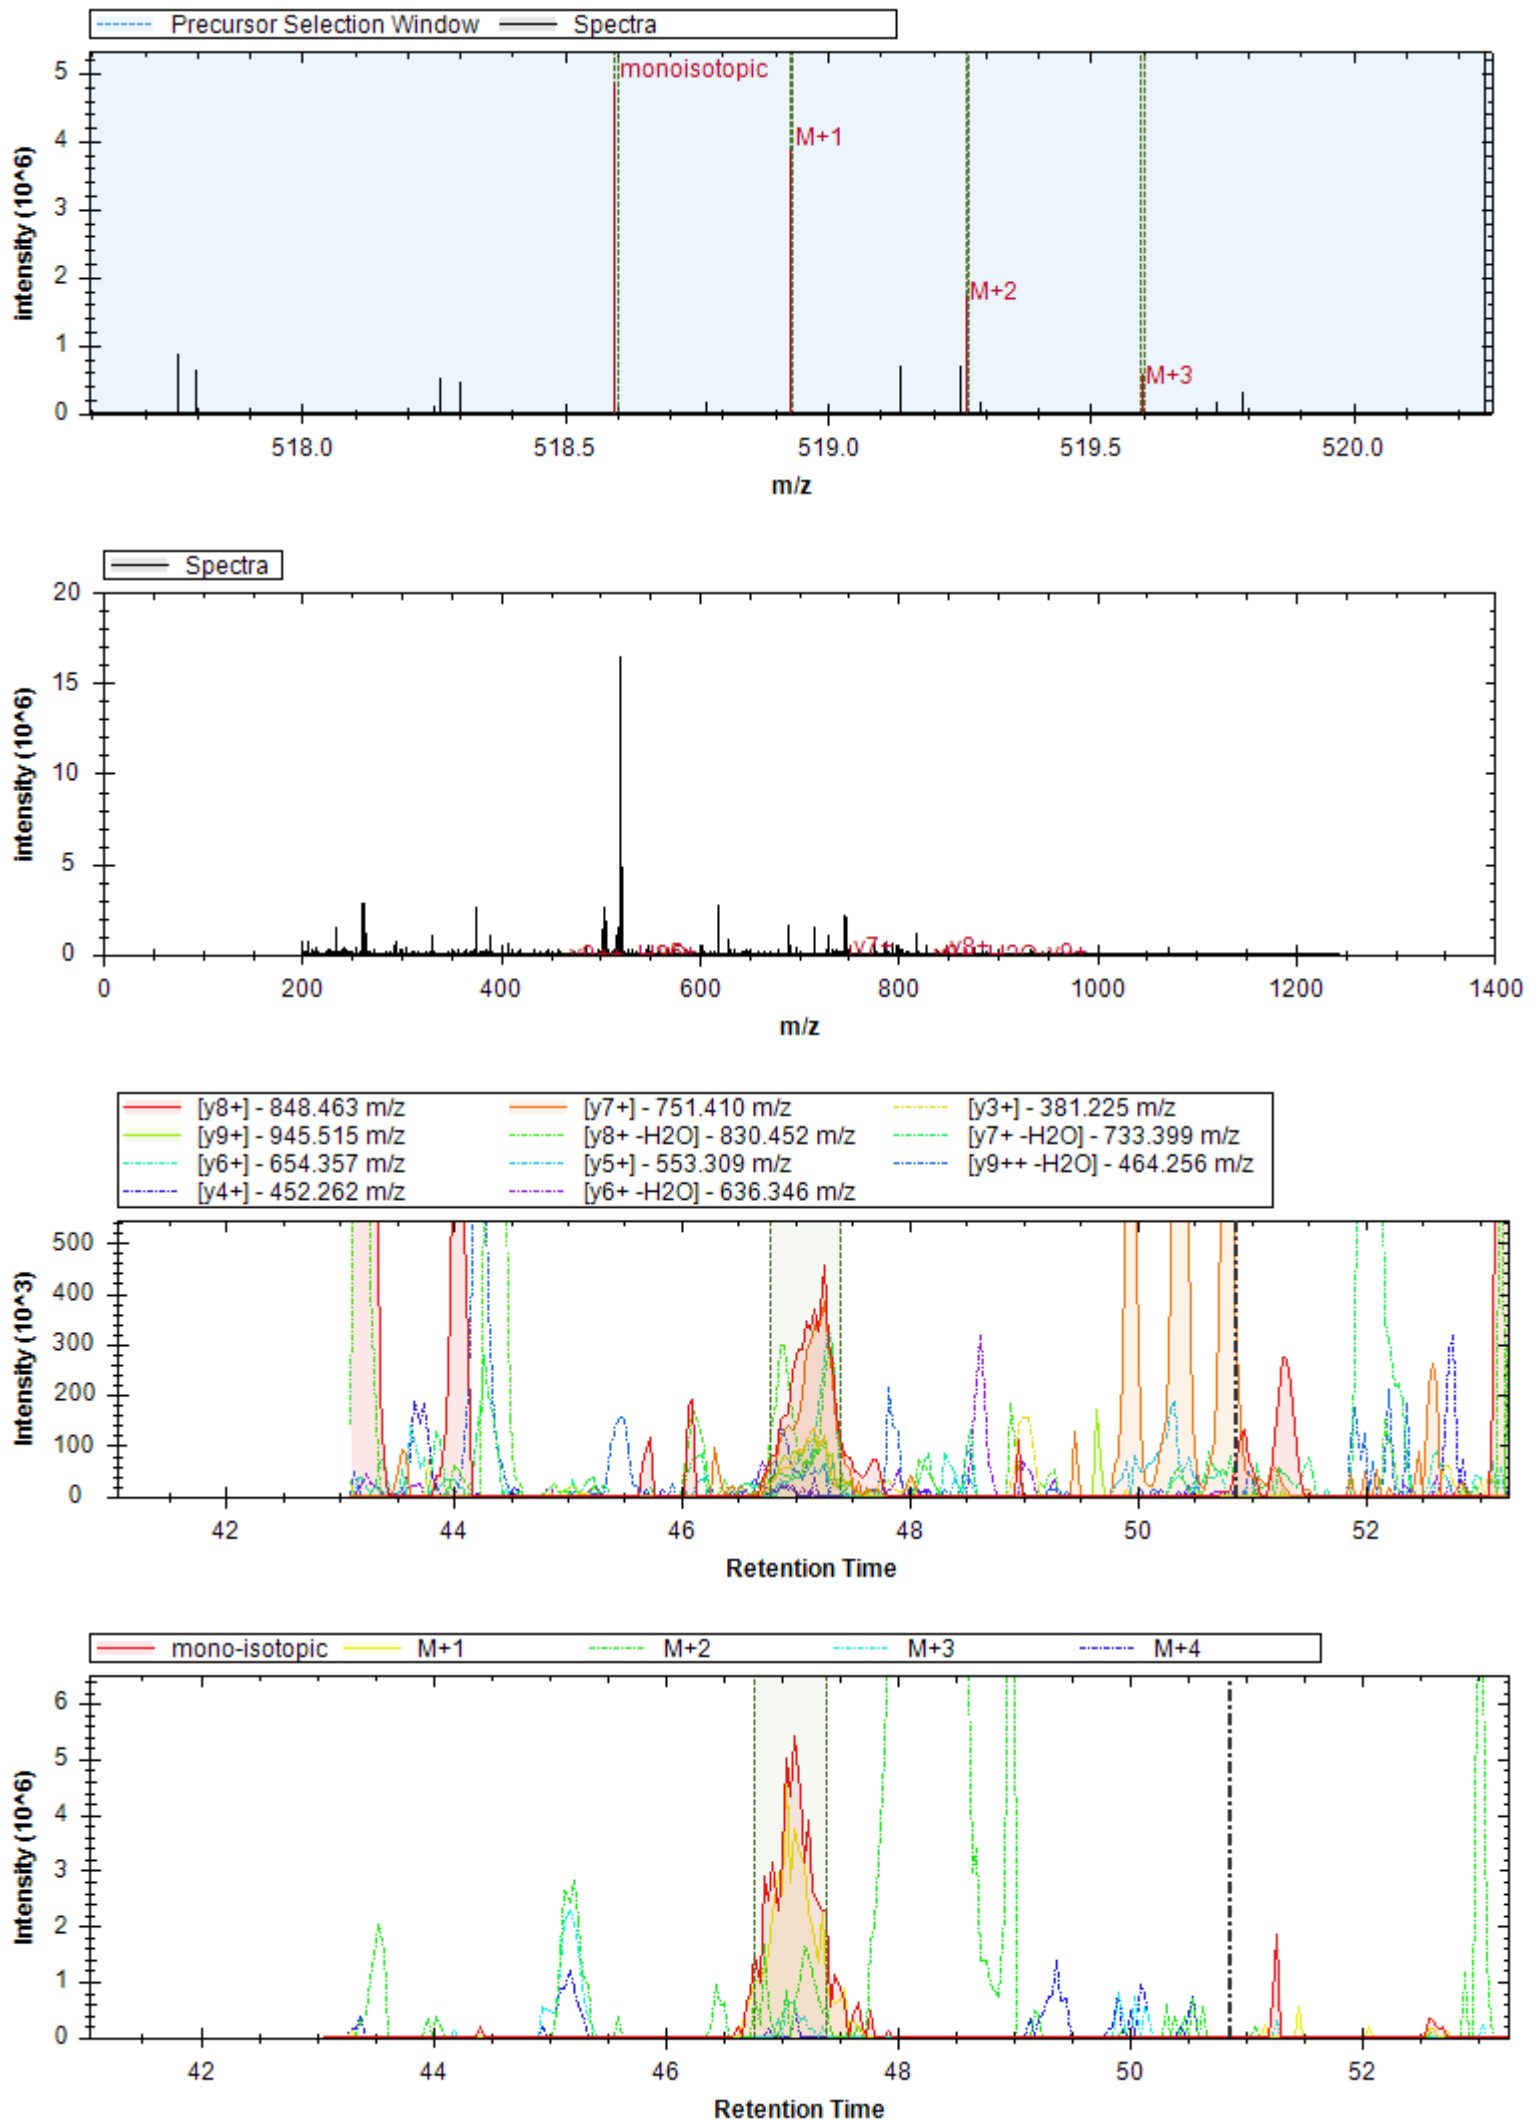 Precursor Selection Window Spectra
intensity (10^6)
5
4
3
2
1
0
monoisotopic
M+1
M+2
M+3
518.0 518.5 519.0 519.5 520.0
m/z
Spectra
intensity (10^6)
20
15
10
5
0
y7+ y8+ y9+
0 200 400 600 800 1000 1200 1400
m/z
[y8+] - 848.463 m/z [y7+] - 751.410 m/z [y3+] - 381.225 m/z
[y9+] - 945.515 m/z [y8+ -H2O] - 830.452 m/z [y7+ -H2O] - 733.399 m/z
[y6+] - 654.357 m/z [y5+] - 553.309 m/z [y9++ -H2O] - 464.256 m/z
[y4+] - 452.262 m/z [y6+ -H2O] - 636.346 m/z
Intensity (10^3)
500
400
300
200
100
0
42 44 46 48 50 52
Retention Time
mono-isotopic M+1 M+2 M+3 M+4
Intensity (10^6)
6
5
4
3
2
1
0
42 44 46 48 50 52
Retention Time